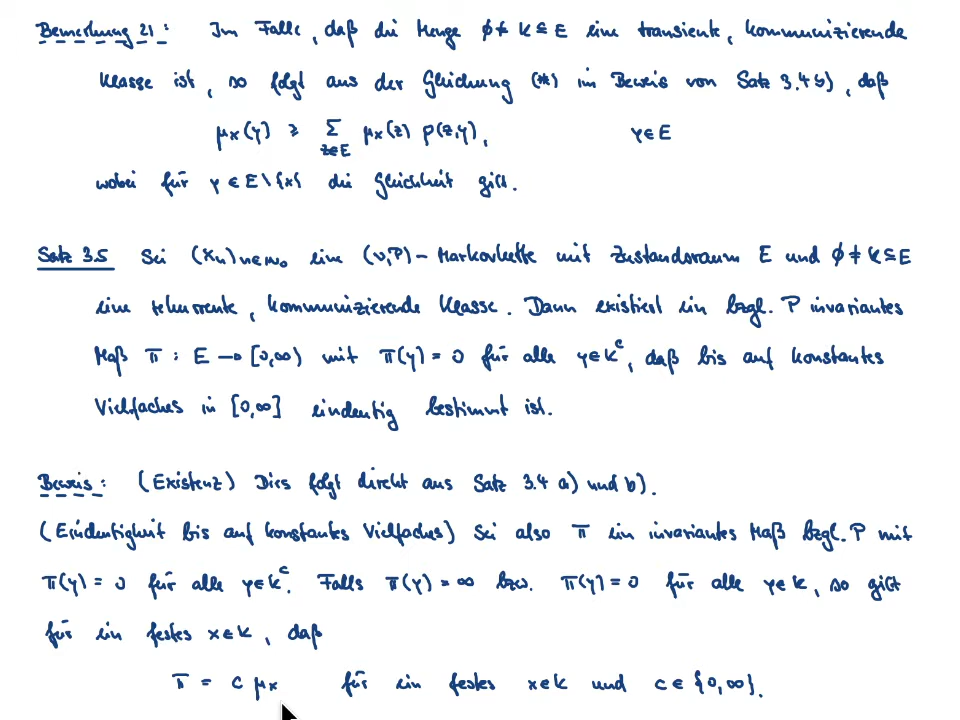 Bemerkung 21: Im Falle, daß die Menge ∅ ≠ K ⊆ E eine transiente, kommunizierende
Klasse ist, so folgt aus der Gleichung (*) im Beweis von Satz 3.4 b), daß
μx(y) ≥ Σ_{z∈E} μx(z) p(z,y), y∈E
wobei für y ∈ E\{x} die Gleichheit gilt.
Satz 3.5 Sei (Xn)n∈ℕ₀ eine (ν,P)-Markovkette mit Zustandsraum E und ∅ ≠ K ⊆ E
eine rekurrente, kommunizierende Klasse. Dann existiert ein bzgl. P invariantes
Maß π : E → [0,∞) mit π(y) = 0 für alle y∈Kᶜ, daß bis auf konstantes
Vielfaches in [0,∞] eindeutig bestimmt ist.
Beweis: (Existenz) Dies folgt direkt aus Satz 3.4 a) und b).
(Eindeutigkeit bis auf konstantes Vielfaches) Sei also π ein invariantes Maß bzgl. P mit
π(y) = 0 für alle y∈Kᶜ. Falls π(y) = ∞ bzw. π(y) = 0 für alle y∈K, so gilt
für ein festes x∈K, daß
π = c μx für ein festes x∈K und c ∈ {0,∞}.